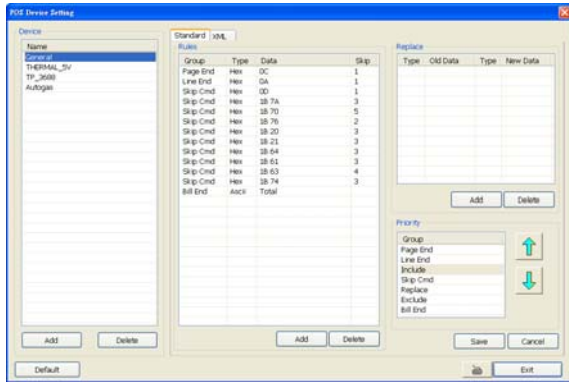 POS Device Setting
Device
Name
General
THERMAL_SV
TP_3688
Autogas
Add
Delete
Default
Standard
XML
Rules
Group Type Data Skip
Page End Hex 0C 1
Line End Hex 0A 1
Skip Cmd Hex 0D 1
Skip Cmd Hex 1B 7A 3
Skip Cmd Hex 1B 70 5
Skip Cmd Hex 1B 76 2
Skip Cmd Hex 1B 20 3
Skip Cmd Hex 1B 21 3
Skip Cmd Hex 1B 64 3
Skip Cmd Hex 1B 61 3
Skip Cmd Hex 1B 63 4
Skip Cmd Hex 1B 74 3
Bill End Ascii Total
Add
Delete
Replace
Type Old Data Type New Data
Add
Delete
Priority
Group
Page End
Line End
Include
Skip Cmd
Replace
Exclude
Bill End
Save
Cancel
Exit